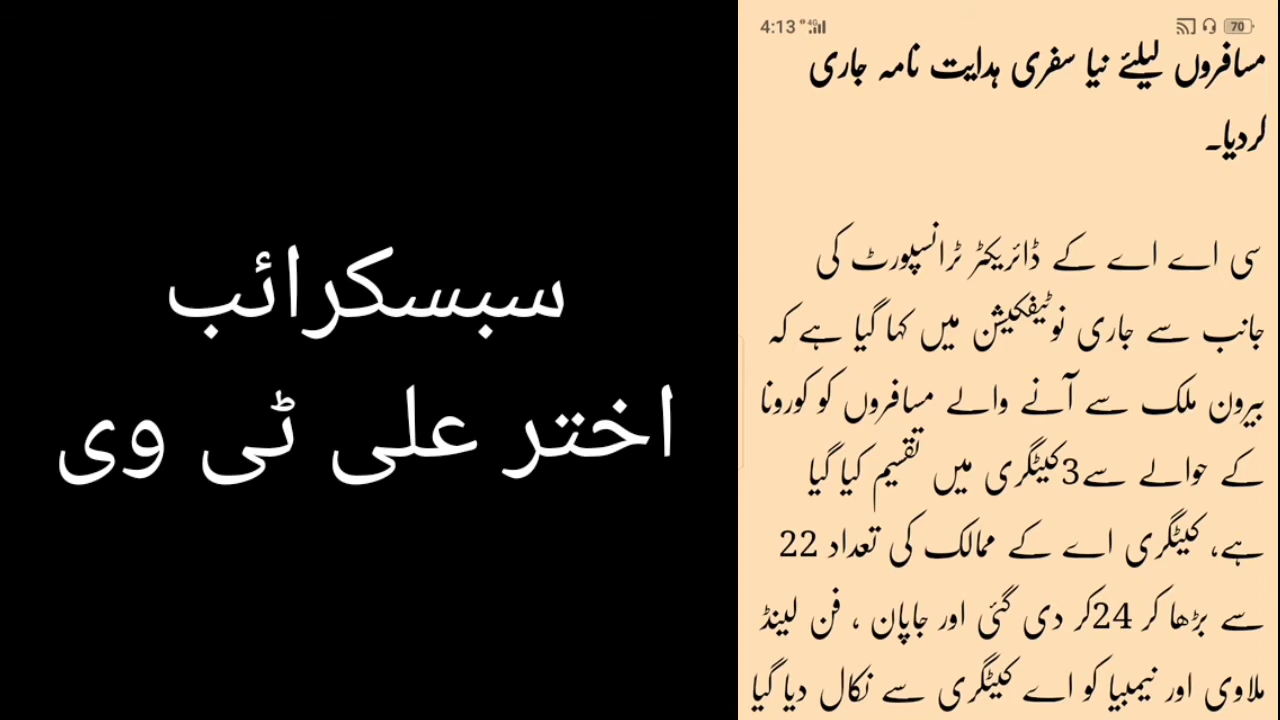 سبسکرائب
اختر علی ٹی وی
4:13 4G 70
مسافروں لیلئے نیا سفری ہدایت نامہ جاری
لردیا۔
سی اے اے کے ڈائریکٹر ٹرانسپورٹ کی
جانب سے جاری نوٹیفکیشن میں کہا گیا ہے کہ
بیرون ملک سے آنے والے مسافروں کو کورونا
کے حوالے سے3کیٹگری میں تقسیم کیا گیا
ہے، کیٹگری اے کے ممالک کی تعداد 22
سے بڑھا کر 24کر دی گئی اور جاپان ، فن لینڈ
ملاوی اور نیمبیا کو اے کیٹگری سے نکال دیا گیا